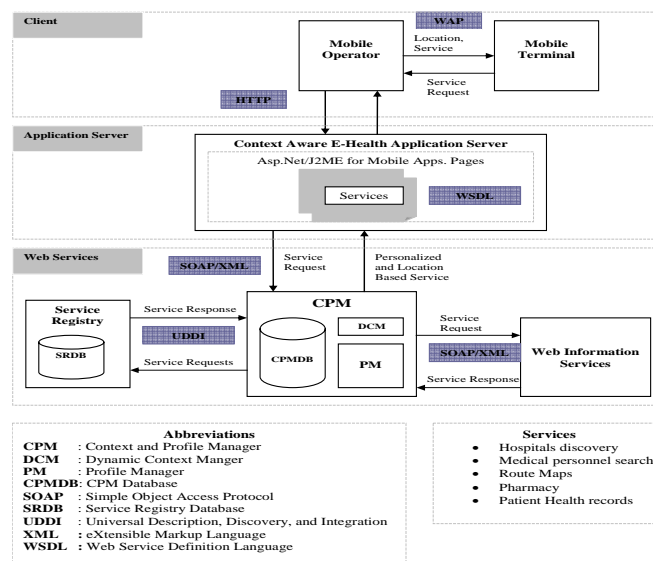 Client
WAP
Mobile
Operator
Location,
Service
Mobile
Terminal
Service
Request
HTTP
Application Server
Context Aware E-Health Application Server
Asp.Net/J2ME for Mobile Apps. Pages
Services
WSDL
Web Services
SOAP/XML
Service
Request
Personalized
and Location
Based Service
Service
Registry
SRDB
Service Response
UDDI
Service Requests
CPM
CPMDB
DCM
PM
Service
Request
SOAP/XML
Service Response
Web Information
Services
Abbreviations
CPM : Context and Profile Manager
DCM : Dynamic Context Manger
PM : Profile Manager
CPMDB: CPM Database
SOAP : Simple Object Access Protocol
SRDB : Service Registry Database
UDDI : Universal Description, Discovery, and Integration
XML : eXtensible Markup Language
WSDL : Web Service Definition Language
Services
• Hospitals discovery
• Medical personnel search
• Route Maps
• Pharmacy
• Patient Health records